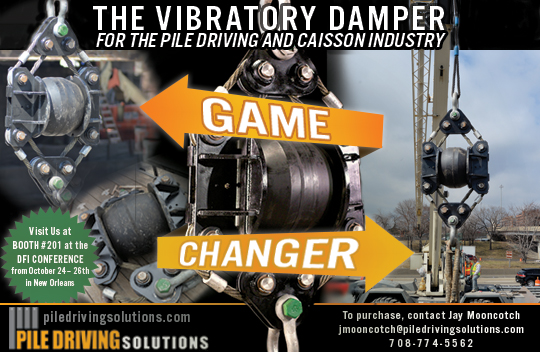 THE VIBRATORY DAMPER
FOR THE PILE DRIVING AND CAISSON INDUSTRY
GAME
CHANGER
Visit Us at
BOOTH #201 at the
DFI CONFERENCE
from October 24 – 26th
in New Orleans
piledrivingsolutions.com
PILE DRIVING SOLUTIONS
To purchase, contact Jay Mooncotch
jmooncotch@piledrivingsolutions.com
708-774-5562